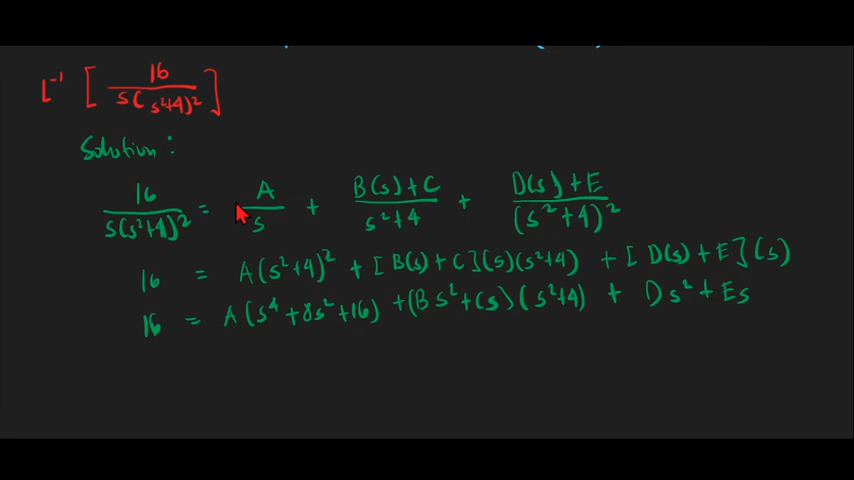 L⁻¹ [ 16 / s(s²+4)² ]
Solution:
16 / s(s²+4)² = A / s + B(s)+C / s²+4 + D(s)+E / (s²+4)²
16 = A(s²+4)² + [B(s)+C](s)(s²+4) + [D(s)+E](s)
16 = A(s⁴+8s²+16) + (Bs²+Cs)(s²+4) + Ds²+Es